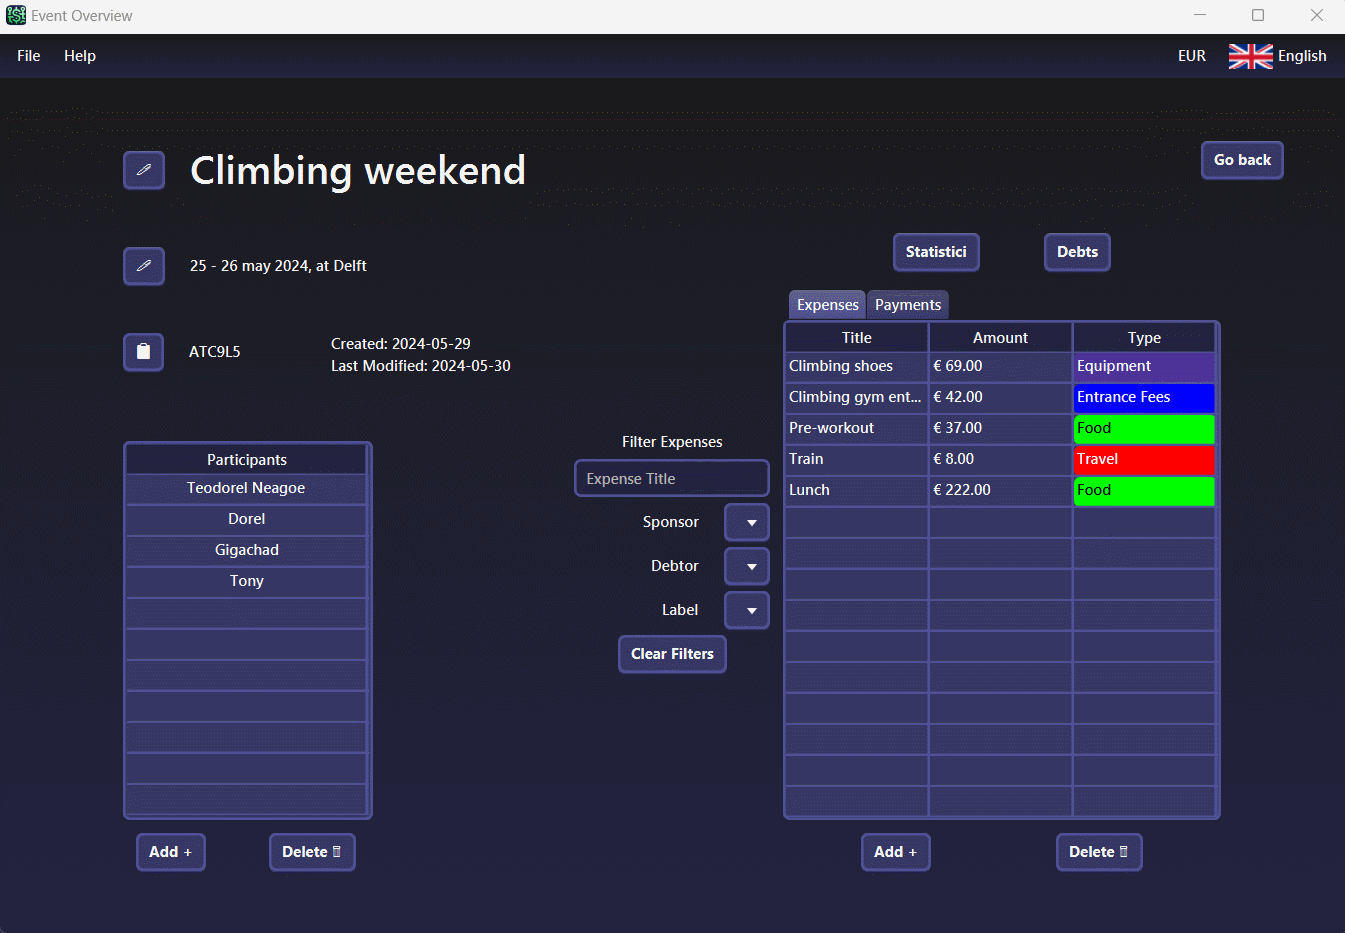 Event Overview
File Help EUR English
Climbing weekend
Go back
25 - 26 may 2024, at Delft
Statistici Debts
ATC9L5
Created: 2024-05-29
Last Modified: 2024-05-30
Participants
Teodorel Neagoe
Dorel
Gigachad
Tony
Add +
Delete
Filter Expenses
Expense Title
Sponsor
Debtor
Label
Clear Filters
Expenses Payments
Title Amount Type
Climbing shoes € 69.00 Equipment
Climbing gym ent... € 42.00 Entrance Fees
Pre-workout € 37.00 Food
Train € 8.00 Travel
Lunch € 222.00 Food
Add +
Delete